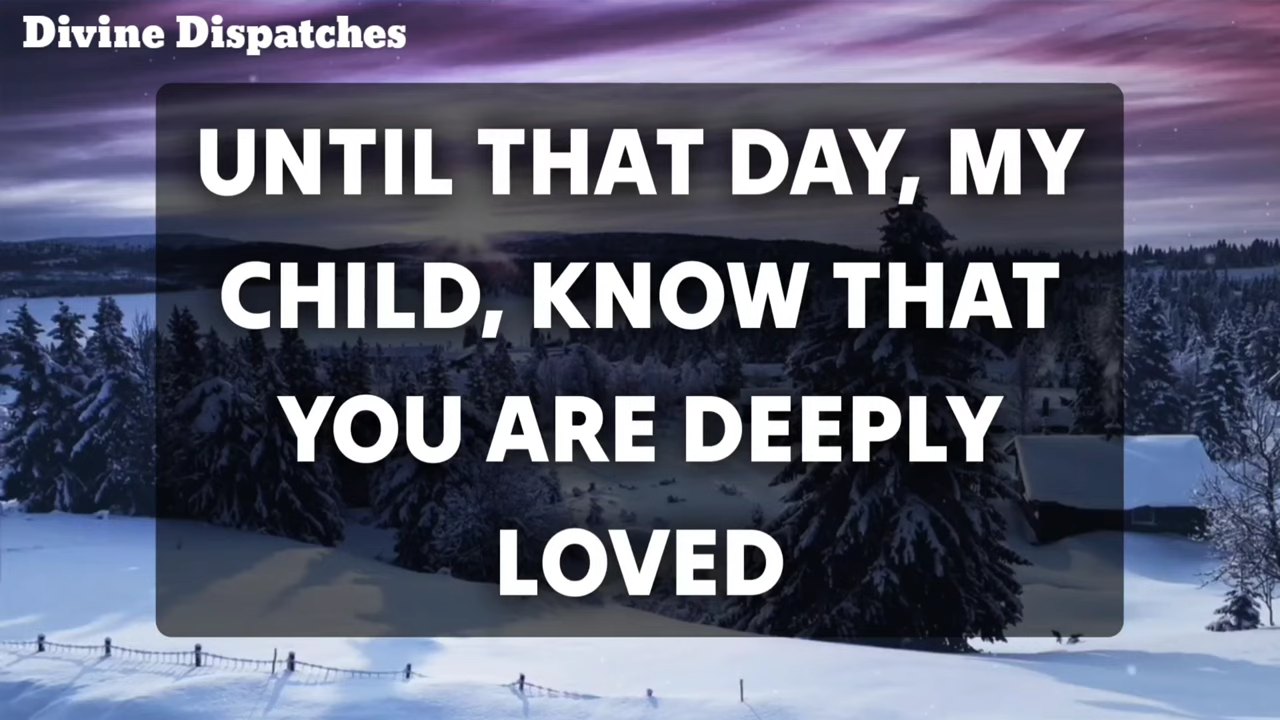 Divine Dispatches
UNTIL THAT DAY, MY
CHILD, KNOW THAT
YOU ARE DEEPLY
LOVED